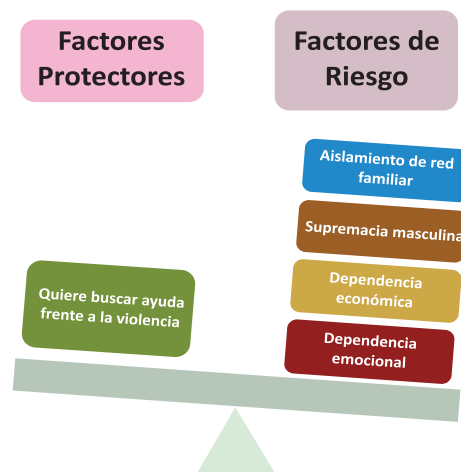 Factores
Protectores
Factores de
Riesgo
Aislamiento de red
familiar
Supremacia masculina
Quiere buscar ayuda
frente a la violencia
Dependencia
económica
Dependencia
emocional